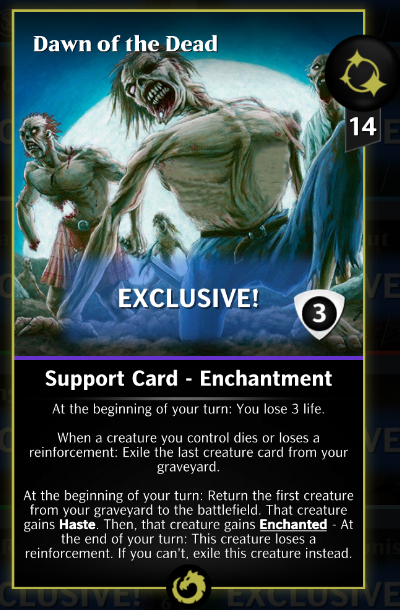 Dawn of the Dead
14
EXCLUSIVE!
3
Support Card - Enchantment
At the beginning of your turn: You lose 3 life.
When a creature you control dies or loses a
reinforcement: Exile the last creature card from your
graveyard.
At the beginning of your turn: Return the first creature
from your graveyard to the battlefield. That creature
gains Haste. Then, that creature gains Enchanted - At
the end of your turn: This creature loses a
reinforcement. If you can't, exile this creature instead.